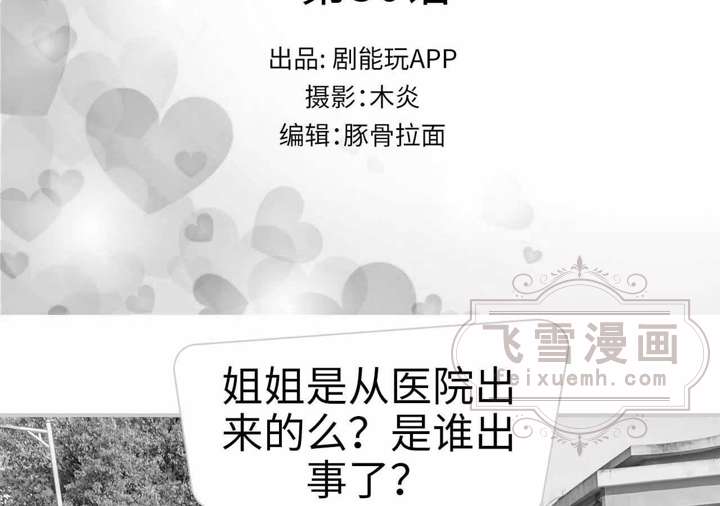 出品: 剧能玩APP
摄影:木炎
编辑:豚骨拉面
飞雪漫画
feixuemh.com
姐姐是从医院出
来的么？是谁出
事了？